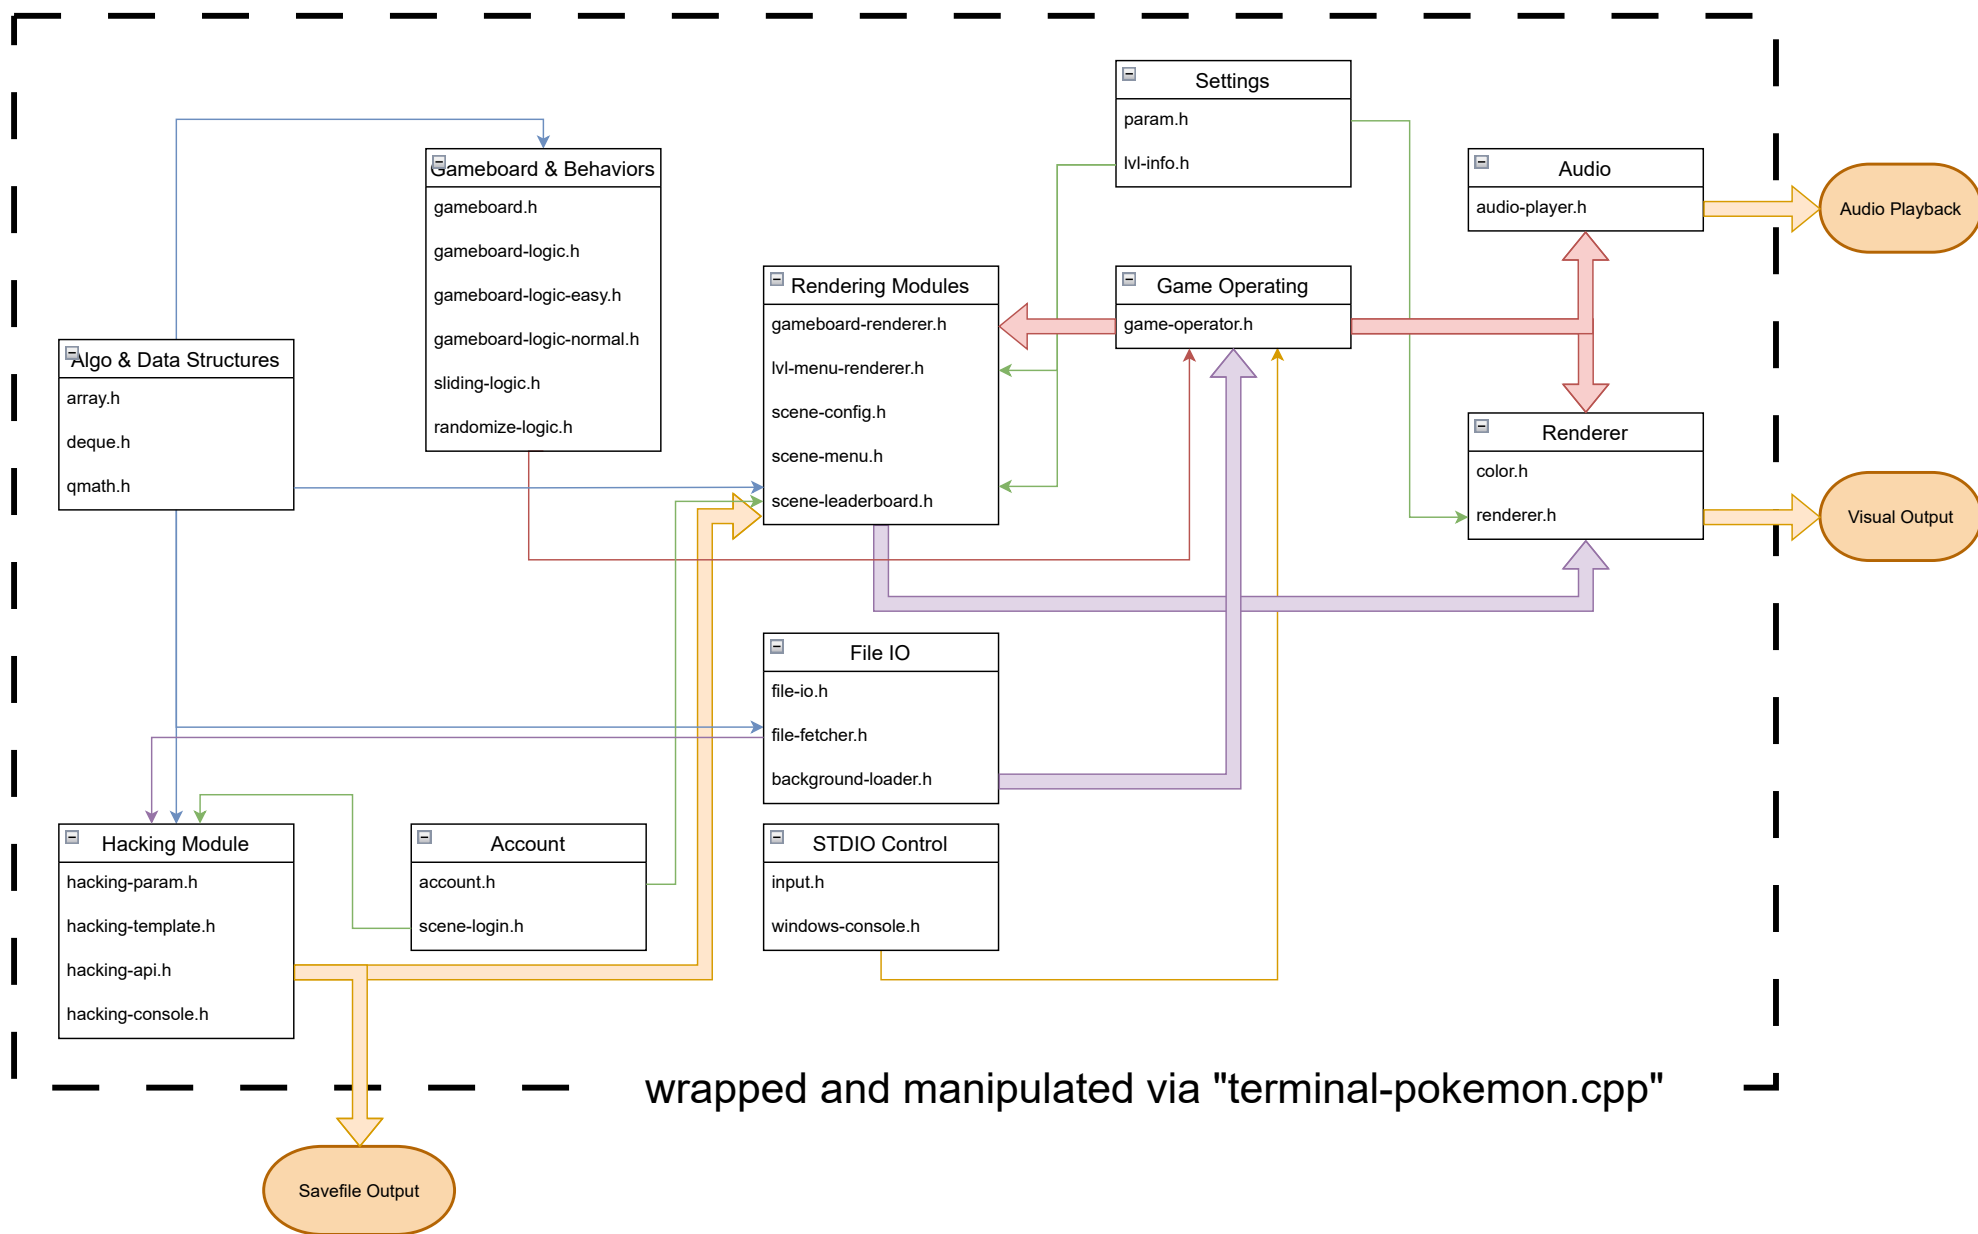 Settings
param.h
lvl-info.h
Gameboard & Behaviors
gameboard.h
gameboard-logic.h
gameboard-logic-easy.h
gameboard-logic-normal.h
sliding-logic.h
randomize-logic.h
Audio
audio-player.h
Audio Playback
Rendering Modules
gameboard-renderer.h
lvl-menu-renderer.h
scene-config.h
scene-menu.h
scene-leaderboard.h
Game Operating
game-operator.h
Algo & Data Structures
array.h
deque.h
qmath.h
Renderer
color.h
renderer.h
Visual Output
File IO
file-io.h
file-fetcher.h
background-loader.h
Hacking Module
hacking-param.h
hacking-template.h
hacking-api.h
hacking-console.h
Account
account.h
scene-login.h
STDIO Control
input.h
windows-console.h
wrapped and manipulated via "terminal-pokemon.cpp"
Savefile Output